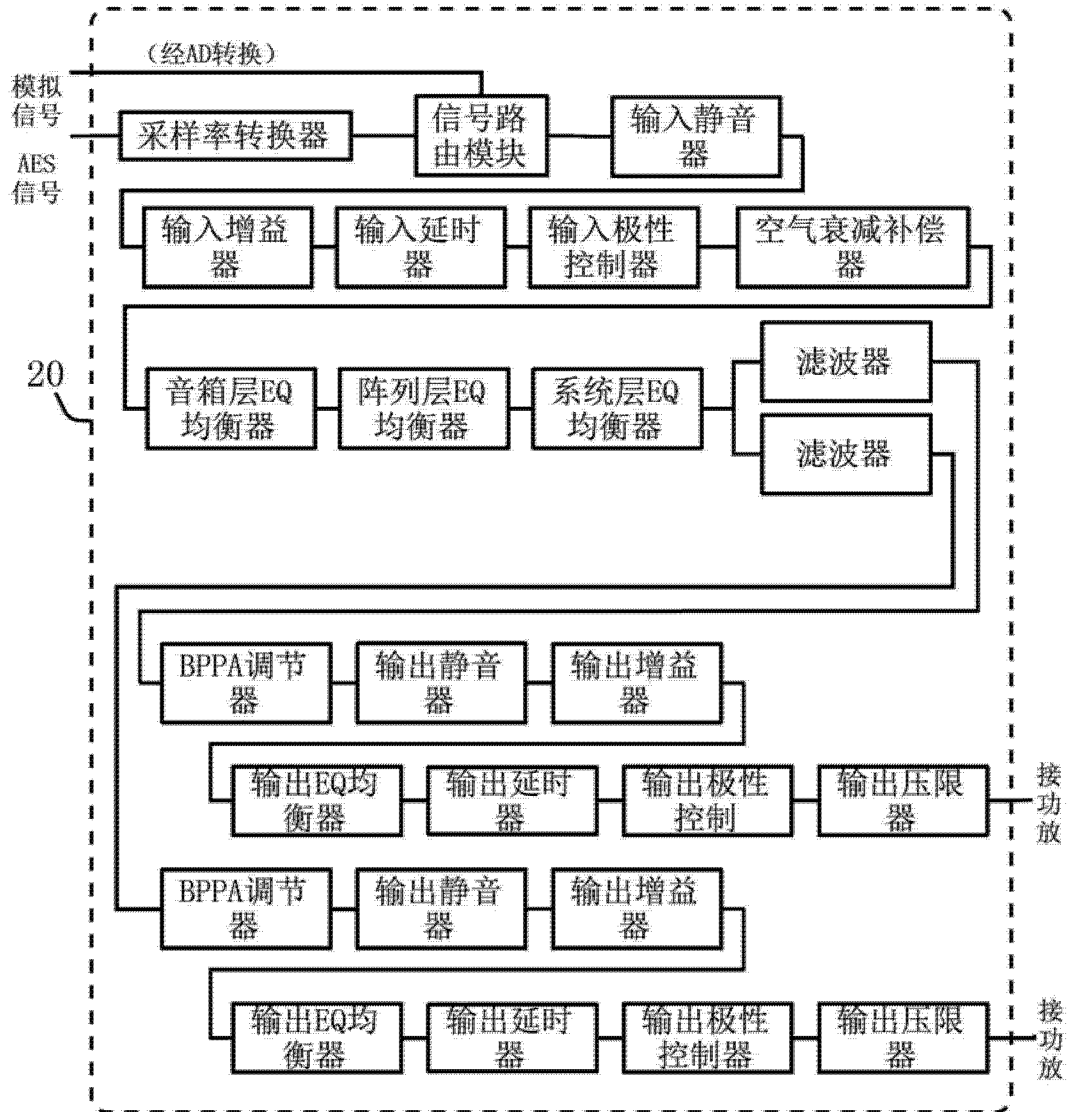 （经AD转换）
模拟
信号
AES
信号
采样率转换器
信号路
由模块
输入静音
器
输入增益
器
输入延时
器
输入极性
控制器
空气衰减补偿
器
20
音箱层EQ
均衡器
阵列层EQ
均衡器
系统层EQ
均衡器
滤波器
滤波器
BPPA调节
器
输出静音
器
输出增益
器
输出EQ均
衡器
输出延时
器
输出极性
控制
输出压限
器
接
功
放
BPPA调节
器
输出静音
器
输出增益
器
输出EQ均
衡器
输出延时
器
输出极性
控制器
输出压限
器
接
功
放